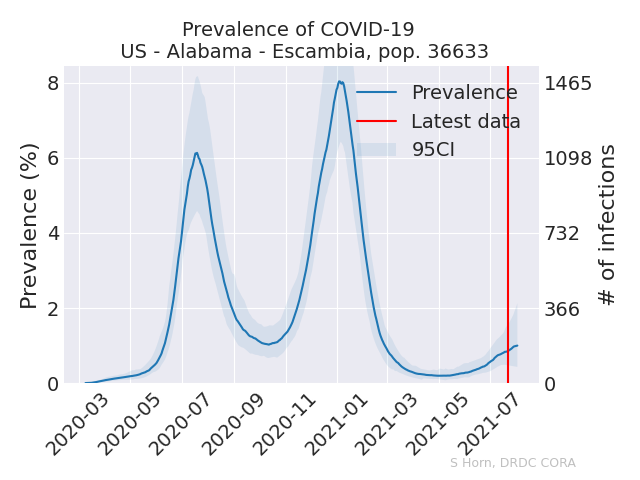 Prevalence of COVID-19
US - Alabama - Escambia, pop. 36633
Prevalence (%)
8
6
4
2
0
Prevalence
Latest data
95CI
1465
1098
732
366
0
# of infections
2020-03
2020-05
2020-07
2020-09
2020-11
2021-01
2021-03
2021-05
2021-07
S Horn, DRDC CORA